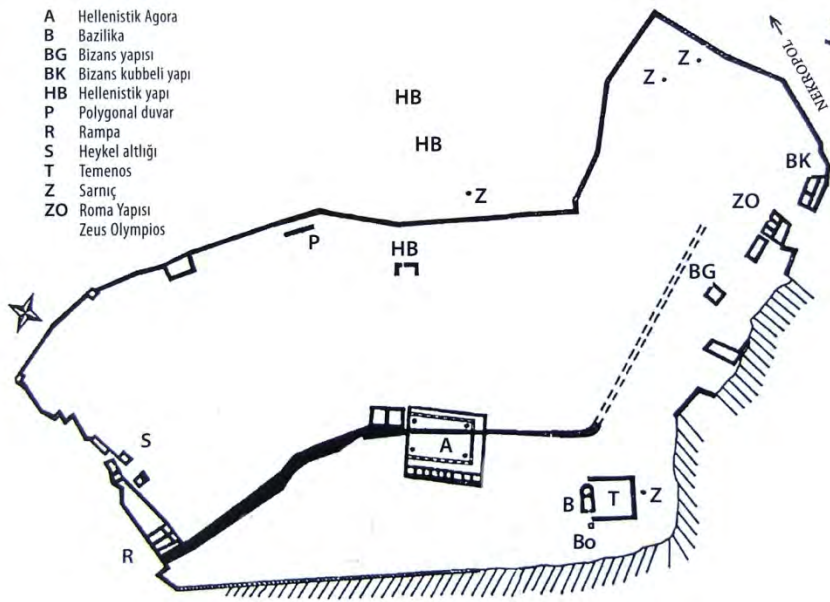 A Hellenistik Agora
B Bazilika
BG Bizans yapısı
BK Bizans kubbeli yapı
HB Hellenistik yapı
P Polygonal duvar
R Rampa
S Heykel altlığı
T Temenos
Z Sarnıç
ZO Roma Yapısı
Zeus Olympios
NEKROPOL
Z
Z
HB
HB
BK
Z
ZO
P
HB
BG
A
S
B
T
Z
Bo
R